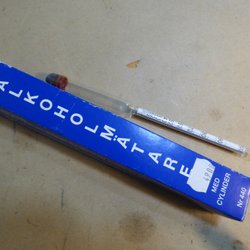 ALKOHOLMÄTARE
MED
CYLINDER
Nr 440